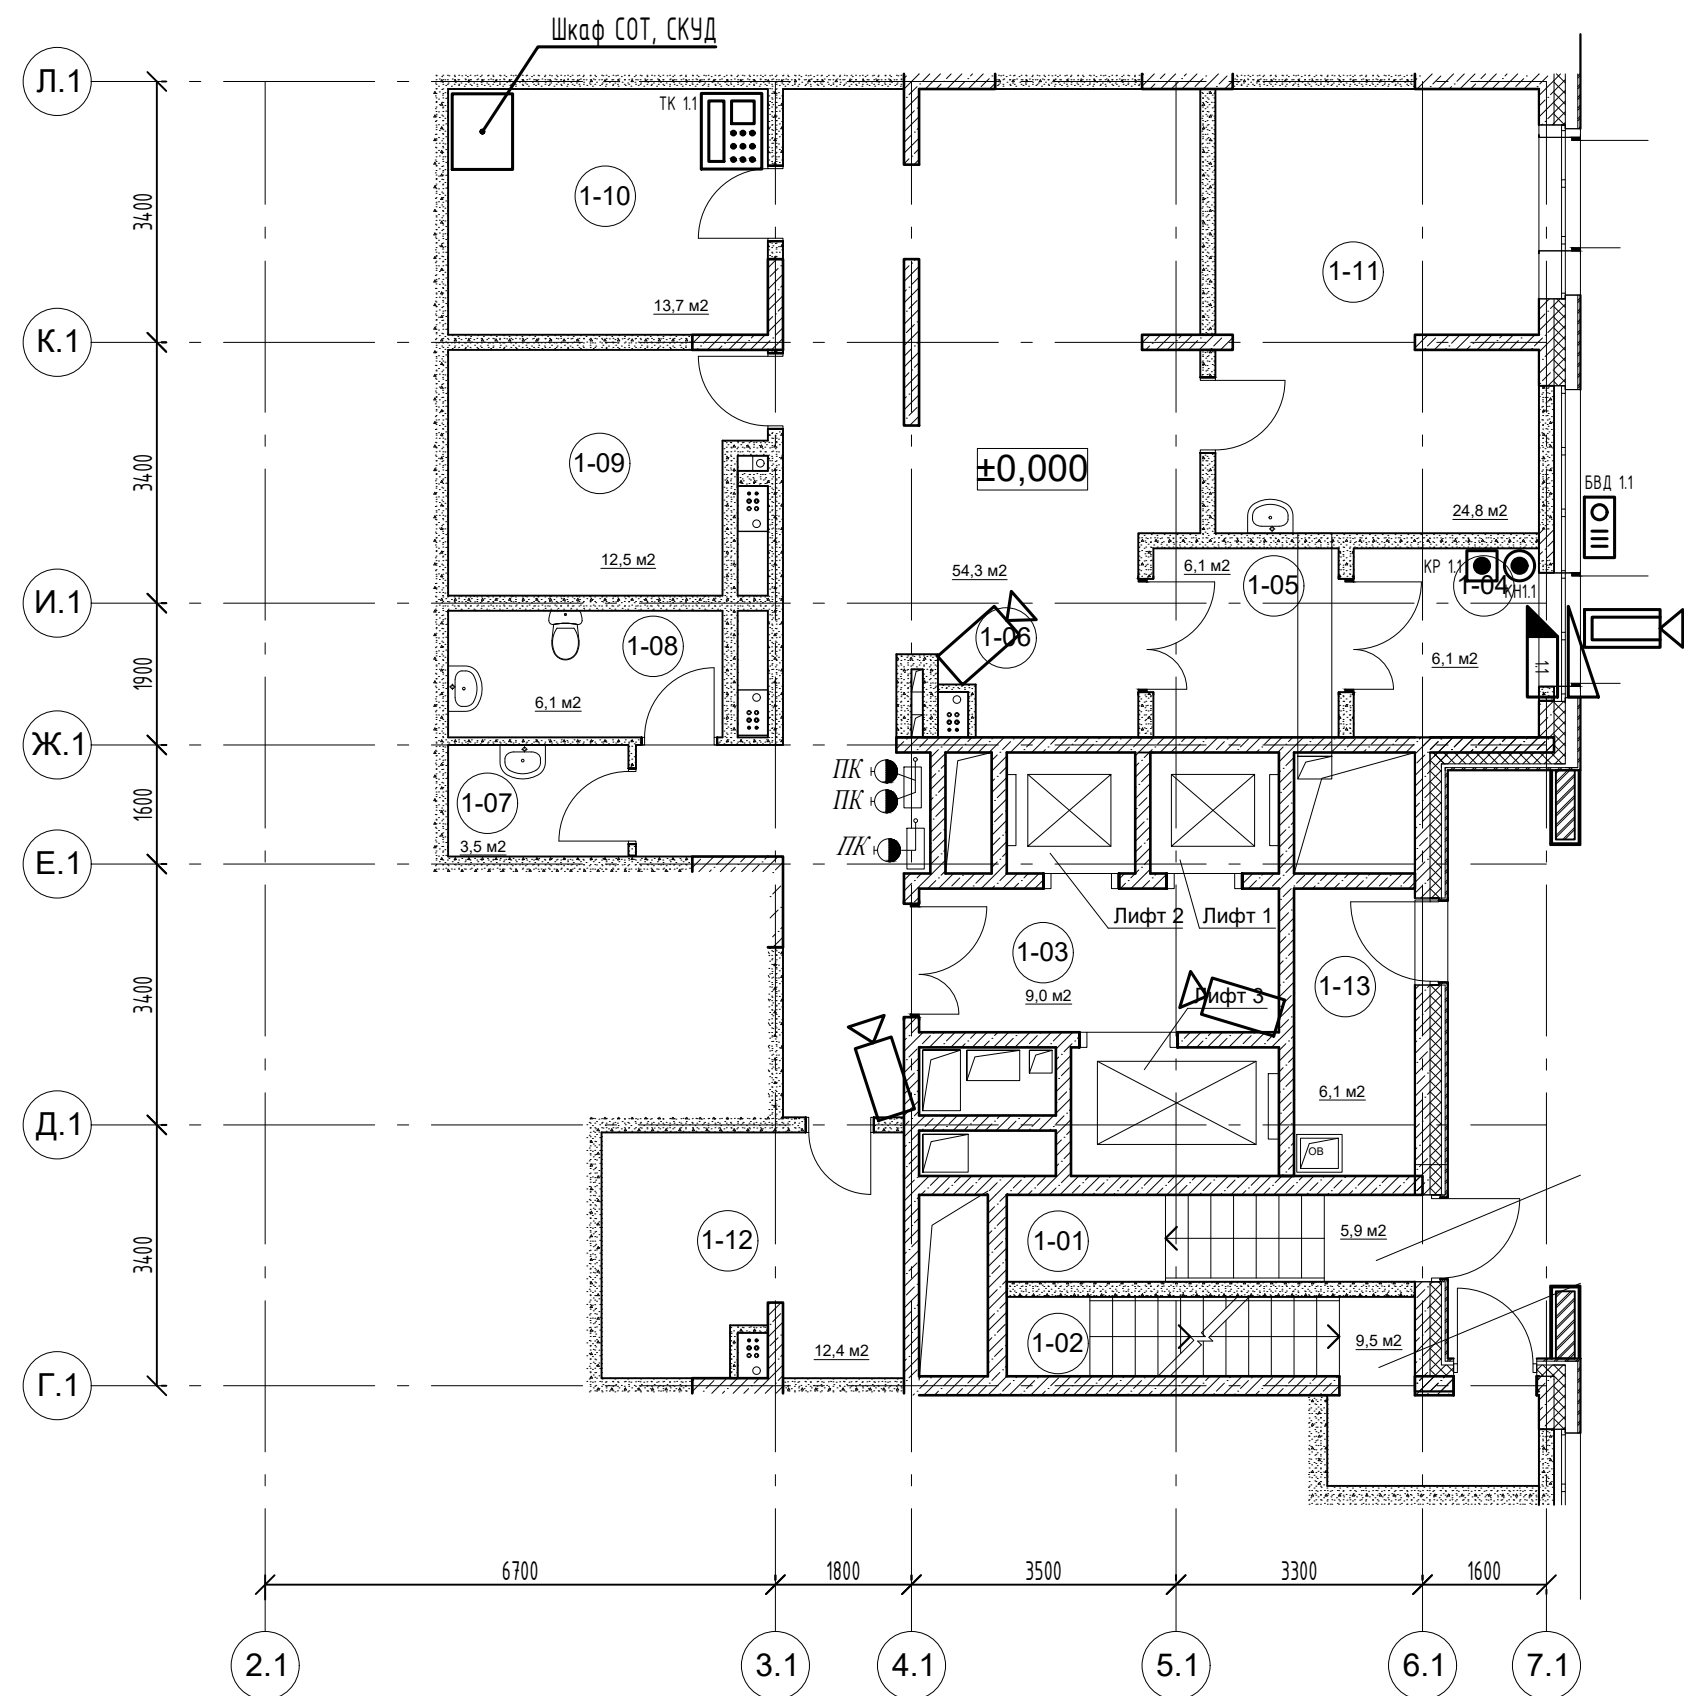 Шкаф СОТ, СКУД
Л.1
ТК 1.1
3400
1-10
1-11
13,7 м2
К.1
3400
1-09
±0,000
БВД 1.1
24,8 м2
12,5 м2
54,3 м2
6,1 м2
КР 1.1
1-05
1-04
КН1.1
И.1
1-06
1-08
1900
6,1 м2
6,1 м2
1.1
Ж.1
ПК
ПК
1-07
1600
3,5 м2
ПК
Е.1
Лифт 2
Лифт 1
1-03
1-13
3400
9,0 м2
Лифт 3
6,1 м2
Д.1
ОВ
1-12
1-01
5,9 м2
3400
1-02
9,5 м2
12,4 м2
Г.1
6700
1800
3500
3300
1600
2.1
3.1
4.1
5.1
6.1
7.1